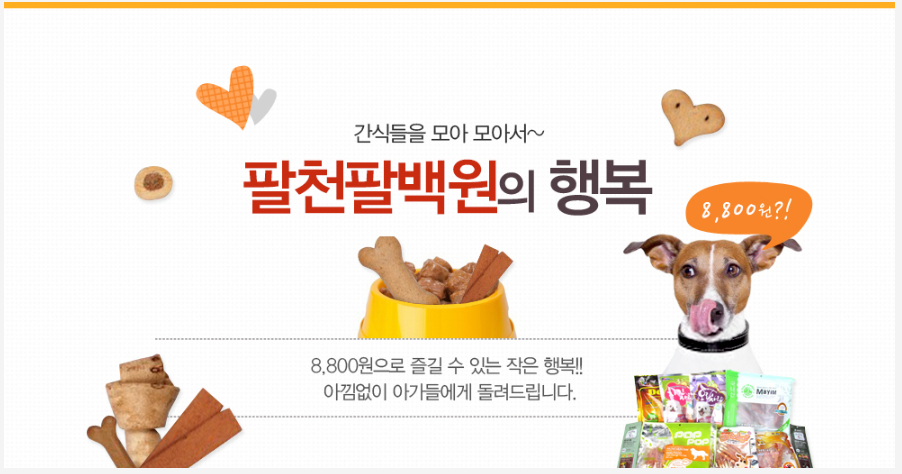 간식들을 모아 모아서~
팔천팔백원의 행복
8,800원?!
8,800원으로 즐길 수 있는 작은 행복!!
아낌없이 아가들에게 돌려드립니다.
POP
POP